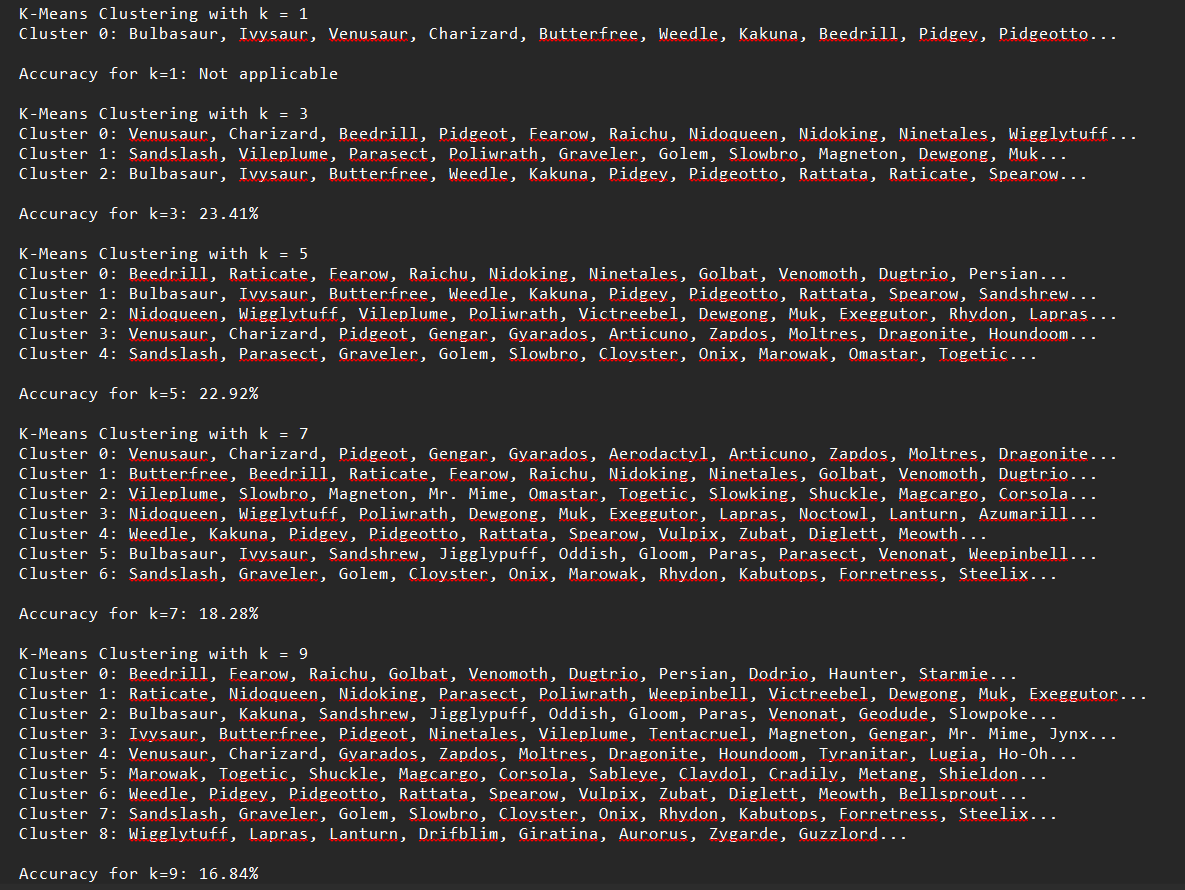 K-Means Clustering with k = 1
Cluster 0: Bulbasaur, Ivysaur, Venusaur, Charizard, Butterfree, Weedle, Kakuna, Beedrill, Pidgey, Pidgeotto...
Accuracy for k=1: Not applicable
K-Means Clustering with k = 3
Cluster 0: Venusaur, Charizard, Beedrill, Pidgeot, Fearow, Raichu, Nidoqueen, Nidoking, Ninetales, Wigglytuff...
Cluster 1: Sandslash, Vileplume, Parasect, Poliwrath, Graveler, Golem, Slowbro, Magneton, Dewgong, Muk...
Cluster 2: Bulbasaur, Ivysaur, Butterfree, Weedle, Kakuna, Pidgey, Pidgeotto, Rattata, Raticate, Spearow...
Accuracy for k=3: 23.41%
K-Means Clustering with k = 5
Cluster 0: Beedrill, Raticate, Fearow, Raichu, Nidoking, Ninetales, Golbat, Venomoth, Dugtrio, Persian...
Cluster 1: Bulbasaur, Ivysaur, Butterfree, Weedle, Kakuna, Pidgey, Pidgeotto, Rattata, Spearow, Sandshrew...
Cluster 2: Nidoqueen, Wigglytuff, Vileplume, Poliwrath, Victreebel, Dewgong, Muk, Exeggutor, Rhydon, Lapras...
Cluster 3: Venusaur, Charizard, Pidgeot, Gengar, Gyarados, Articuno, Zapdos, Moltres, Dragonite, Houndoom...
Cluster 4: Sandslash, Parasect, Graveler, Golem, Slowbro, Cloyster, Onix, Marowak, Omastar, Togetic...
Accuracy for k=5: 22.92%
K-Means Clustering with k = 7
Cluster 0: Venusaur, Charizard, Pidgeot, Gengar, Gyarados, Aerodactyl, Articuno, Zapdos, Moltres, Dragonite...
Cluster 1: Butterfree, Beedrill, Raticate, Fearow, Raichu, Nidoking, Ninetales, Golbat, Venomoth, Dugtrio...
Cluster 2: Vileplume, Slowbro, Magneton, Mr. Mime, Omastar, Togetic, Slowking, Shuckle, Magcargo, Corsola...
Cluster 3: Nidoqueen, Wigglytuff, Poliwrath, Dewgong, Muk, Exeggutor, Lapras, Noctowl, Lanturn, Azumarill...
Cluster 4: Weedle, Kakuna, Pidgey, Pidgeotto, Rattata, Spearow, Vulpix, Zubat, Diglett, Meowth...
Cluster 5: Bulbasaur, Ivysaur, Sandshrew, Jigglypuff, Oddish, Gloom, Paras, Parasect, Venonat, Weepinbell...
Cluster 6: Sandslash, Graveler, Golem, Cloyster, Onix, Marowak, Rhydon, Kabutops, Forretress, Steelix...
Accuracy for k=7: 18.28%
K-Means Clustering with k = 9
Cluster 0: Beedrill, Fearow, Raichu, Golbat, Venomoth, Dugtrio, Persian, Dodrio, Haunter, Starmie...
Cluster 1: Raticate, Nidoqueen, Nidoking, Parasect, Poliwrath, Weepinbell, Victreebel, Dewgong, Muk, Exeggutor...
Cluster 2: Bulbasaur, Kakuna, Sandshrew, Jigglypuff, Oddish, Gloom, Paras, Venonat, Geodude, Slowpoke...
Cluster 3: Ivysaur, Butterfree, Pidgeot, Ninetales, Vileplume, Tentacruel, Magneton, Gengar, Mr. Mime, Jynx...
Cluster 4: Venusaur, Charizard, Gyarados, Zapdos, Moltres, Dragonite, Houndoom, Tyranitar, Lugia, Ho-Oh...
Cluster 5: Marowak, Togetic, Shuckle, Magcargo, Corsola, Sableye, Claydol, Cradily, Metang, Shieldon...
Cluster 6: Weedle, Pidgey, Pidgeotto, Rattata, Spearow, Vulpix, Zubat, Diglett, Meowth, Bellsprout...
Cluster 7: Sandslash, Graveler, Golem, Slowbro, Cloyster, Onix, Rhydon, Kabutops, Forretress, Steelix...
Cluster 8: Wigglytuff, Lapras, Lanturn, Drifblim, Giratina, Aurorus, Zygarde, Guzzlord...
Accuracy for k=9: 16.84%